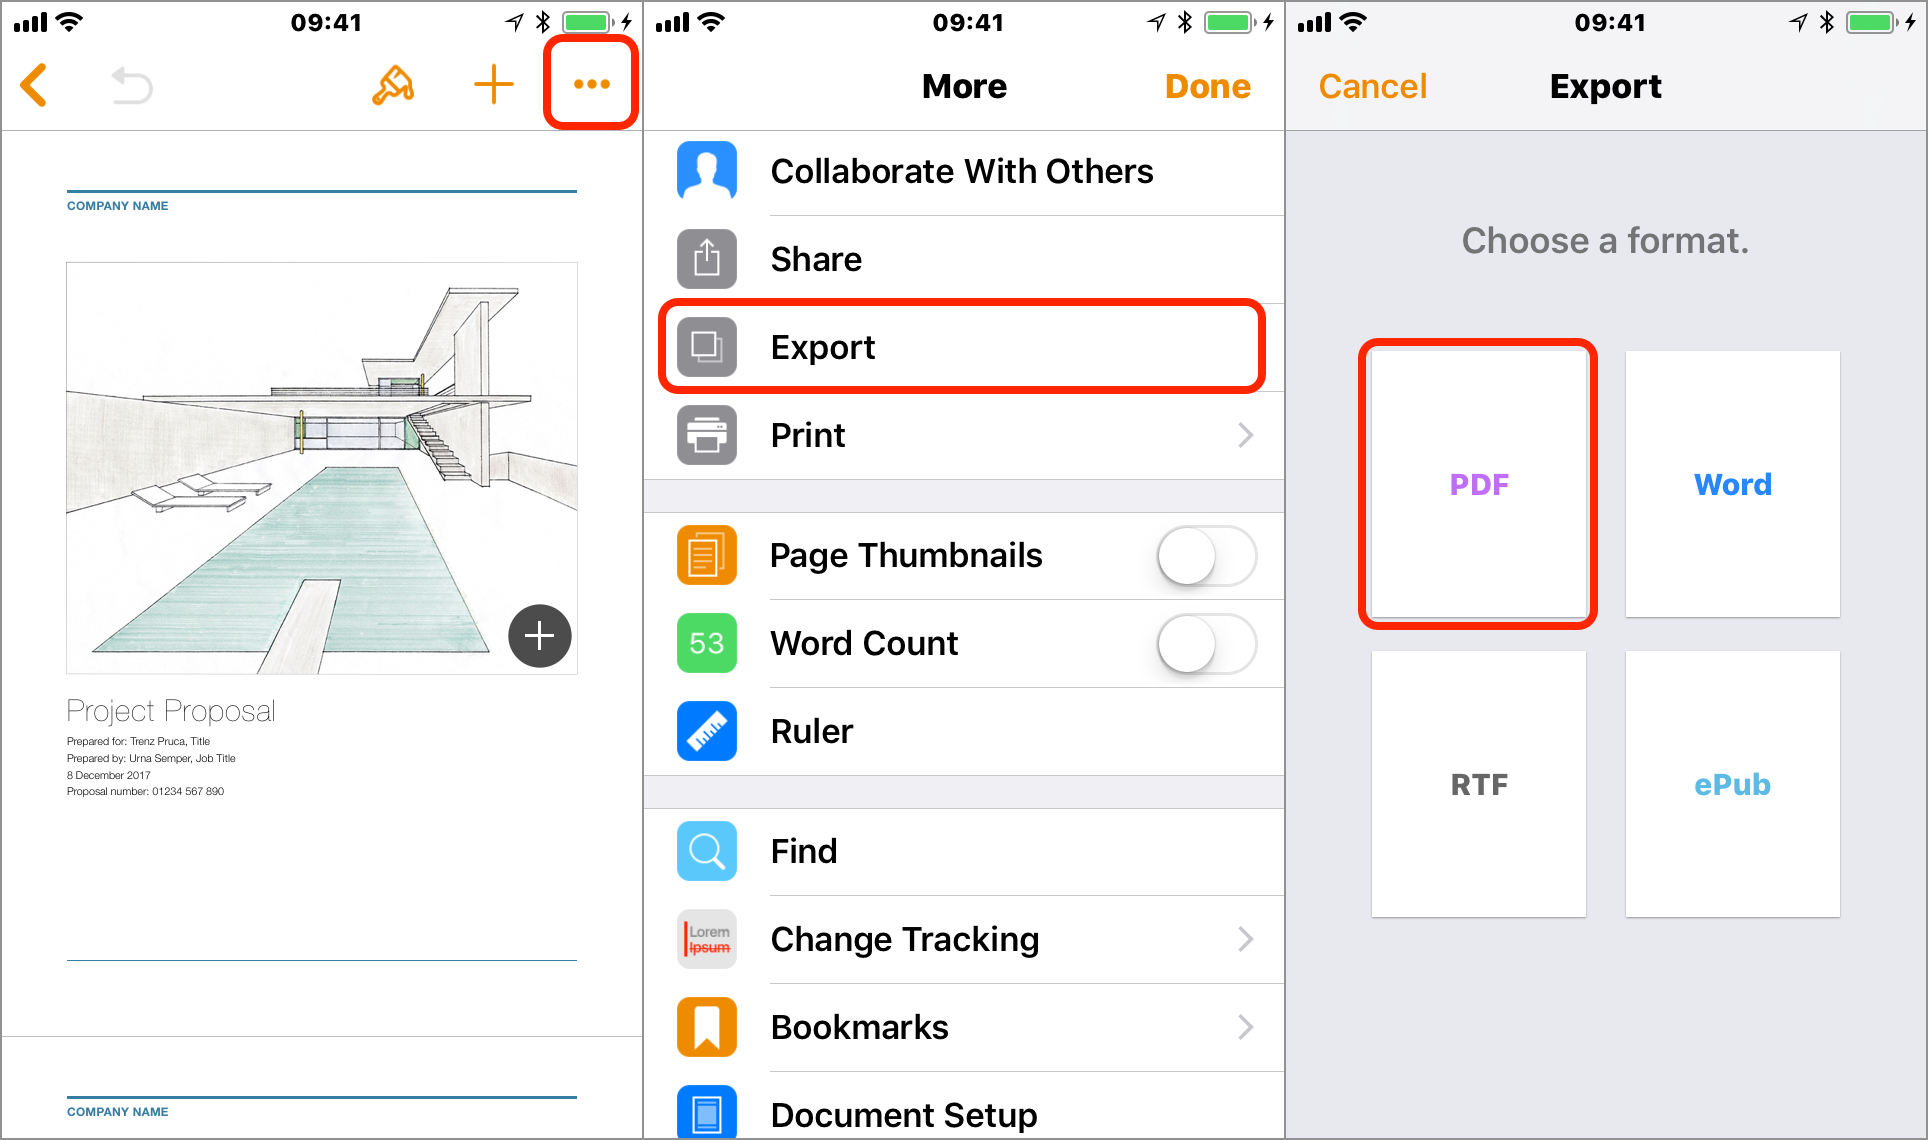 09:41
COMPANY NAME
Project Proposal
Prepared for: Trenz Pruca, Title
Prepared by: Urna Semper, Job Title
8 December 2017
Proposal number: 01234 567 890
COMPANY NAME
09:41
More
Done
Collaborate With Others
Share
Export
Print
Page Thumbnails
53
Word Count
Ruler
Find
Lorem
Ipsum
Change Tracking
Bookmarks
Document Setup
09:41
Cancel
Export
Choose a format.
PDF
Word
RTF
ePub